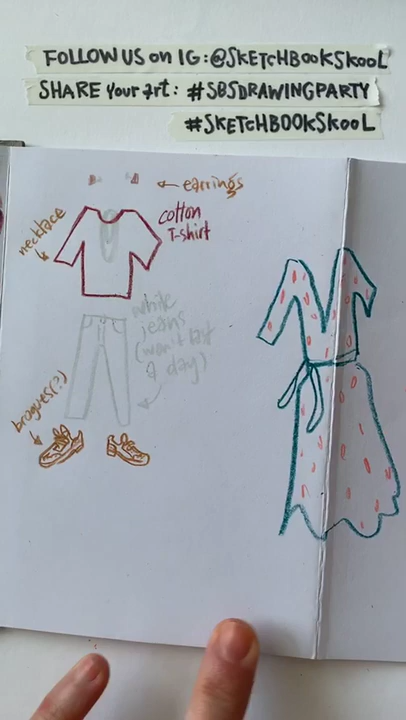 FOLLOW US on IG:@SKETCHBOOKSKOOL
SHARE your art: #SBSDRAWINGPARTY
#SKETCHBOOKSKOOL
earrings
necklace
cotton
T-shirt
white
jeans
(won't last
a day)
brogues(?)